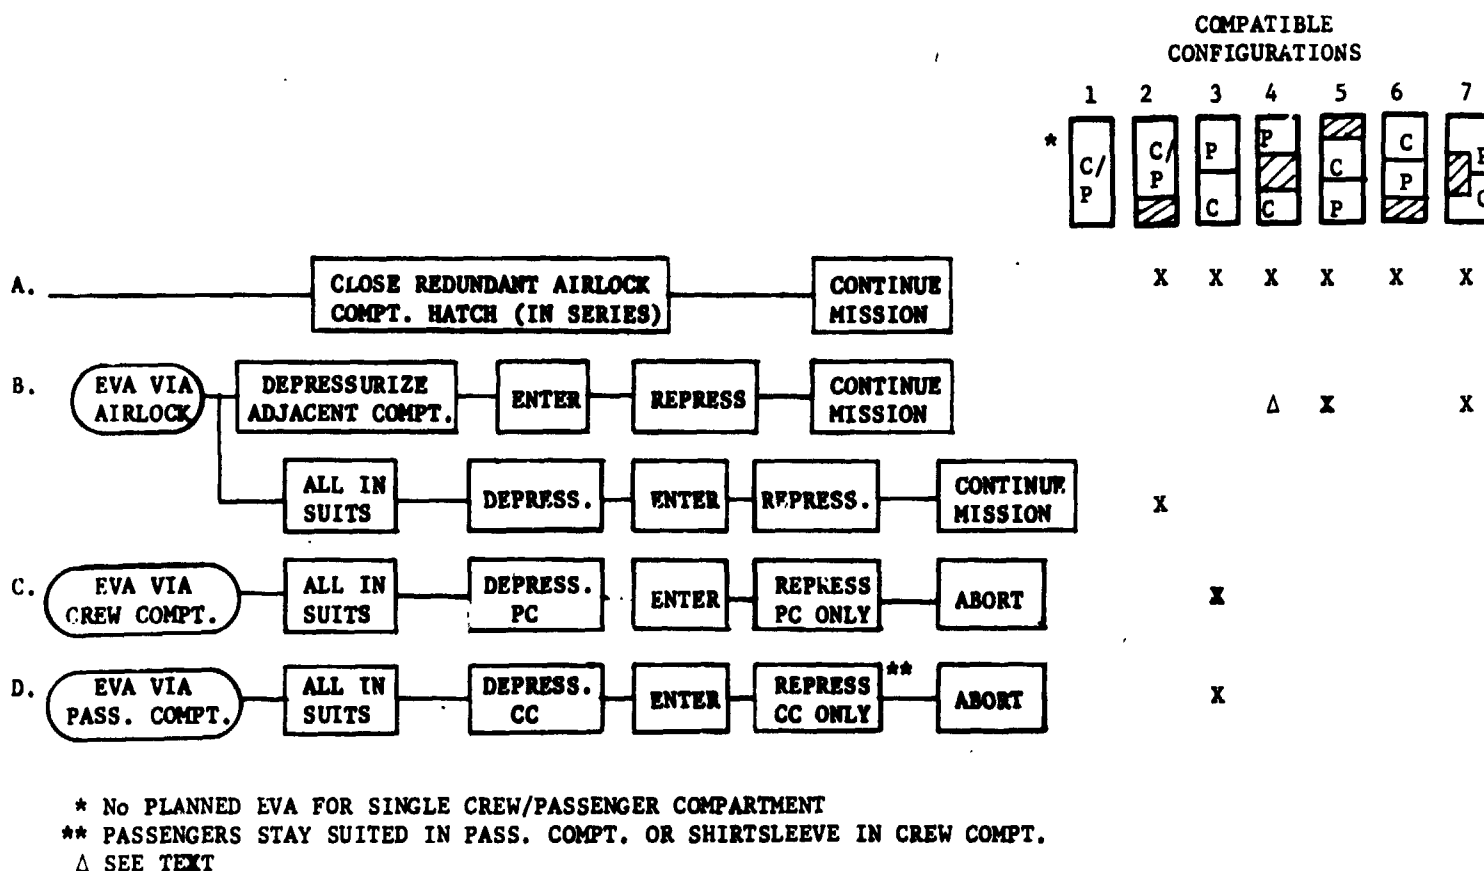 COMPATIBLE
CONFIGURATIONS
1 2 3 4 5 6 7
*
C/
P
C/
P
P
C
P
C
C
P
C
P
P
C
A.
CLOSE REDUNDANT AIRLOCK
COMPT. HATCH (IN SERIES)
CONTINUE
MISSION
X X X X X X
B.
EVA VIA
AIRLOCK
DEPRESSURIZE
ADJACENT COMPT.
ENTER
REPRESS
CONTINUE
MISSION
Δ X X
ALL IN
SUITS
DEPRESS.
ENTER
REPRESS.
CONTINUE
MISSION
X
C.
EVA VIA
CREW COMPT.
ALL IN
SUITS
DEPRESS.
PC
ENTER
REPRESS
PC ONLY
ABORT
X
D.
EVA VIA
PASS. COMPT.
ALL IN
SUITS
DEPRESS.
CC
ENTER
REPRESS
CC ONLY
**
ABORT
X
* No PLANNED EVA FOR SINGLE CREW/PASSENGER COMPARTMENT
** PASSENGERS STAY SUITED IN PASS. COMPT. OR SHIRTSLEEVE IN CREW COMPT.
Δ SEE TEXT